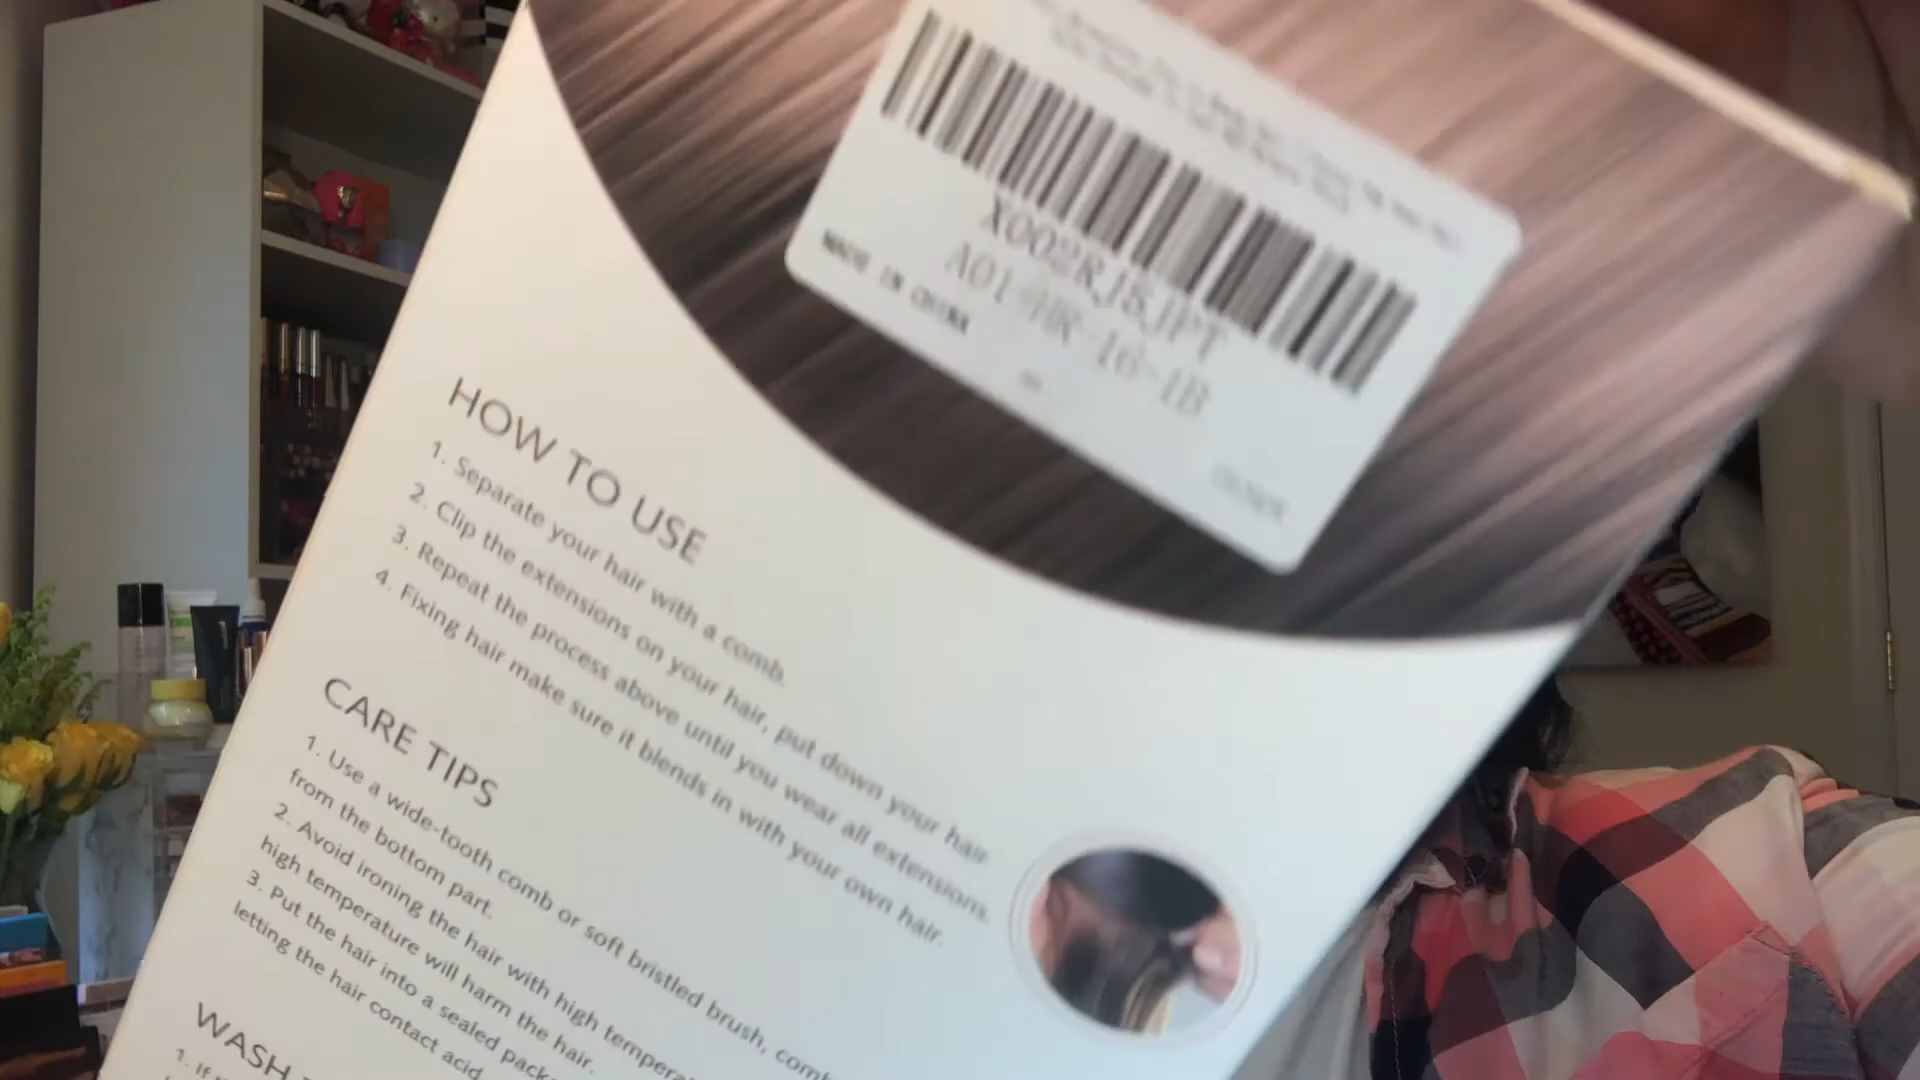 X002RJ5JPT
A01-HR-16-1B
MADE IN CHINA
HOW TO USE
1. Separate your hair with a comb.
2. Clip the extensions on your hair, put down your hair.
3. Repeat the process above until you wear all extensions.
4. Fixing hair make sure it blends in with your own hair.
CARE TIPS
1. Use a wide-tooth comb or soft bristled brush, comb
from the bottom part.
2. Avoid ironing the hair with high tempera
high temperature will harm the hair.
3. Put the hair into a sealed pack
letting the hair contact acid
WASH
1. If